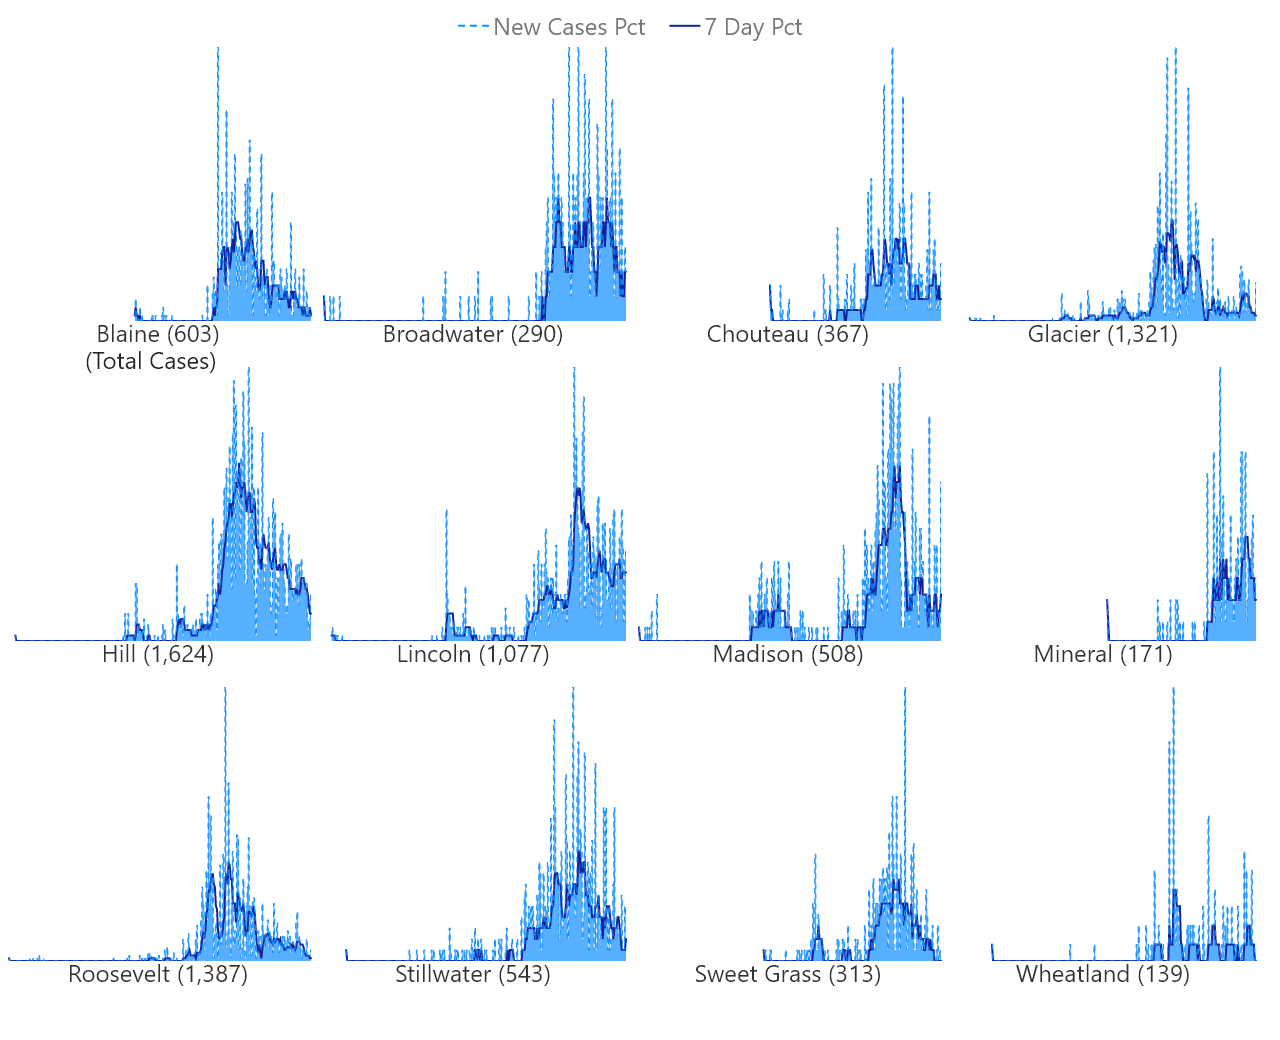 New Cases Pct 7 Day Pct
Blaine (603) Broadwater (290) Chouteau (367) Glacier (1,321)
(Total Cases)
Hill (1,624) Lincoln (1,077) Madison (508) Mineral (171)
Roosevelt (1,387) Stillwater (543) Sweet Grass (313) Wheatland (139)